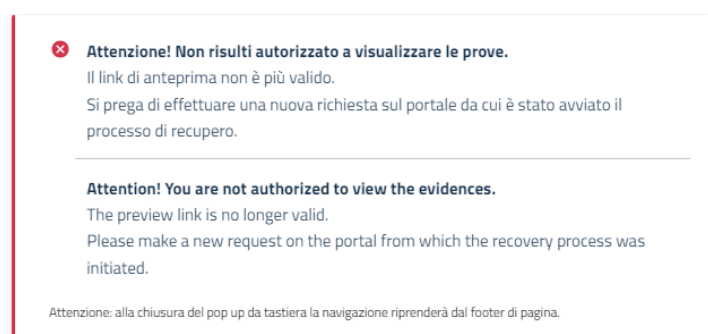 Attenzione! Non risulti autorizzato a visualizzare le prove.
Il link di anteprima non è più valido.
Si prega di effettuare una nuova richiesta sul portale da cui è stato avviato il
processo di recupero.
Attention! You are not authorized to view the evidences.
The preview link is no longer valid.
Please make a new request on the portal from which the recovery process was
initiated.
Attenzione: alla chiusura del pop up da tastiera la navigazione riprenderà dal footer di pagina.